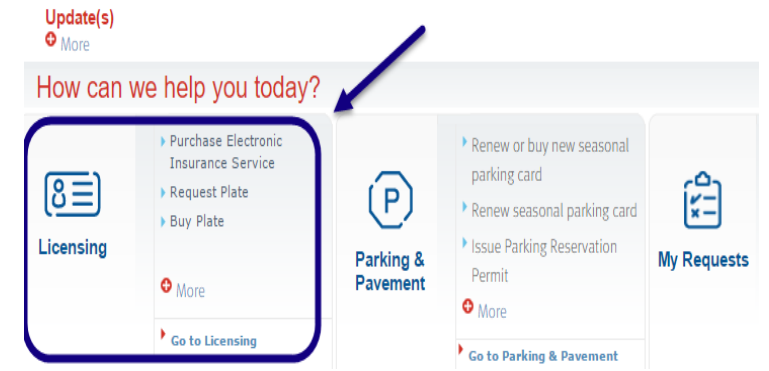 Update(s)
More
How can we help you today?
Licensing
Purchase Electronic
Insurance Service
Request Plate
Buy Plate
More
Go to Licensing
P
Parking &
Pavement
Renew or buy new seasonal
parking card
Renew seasonal parking card
Issue Parking Reservation
Permit
More
Go to Parking & Pavement
My Requests